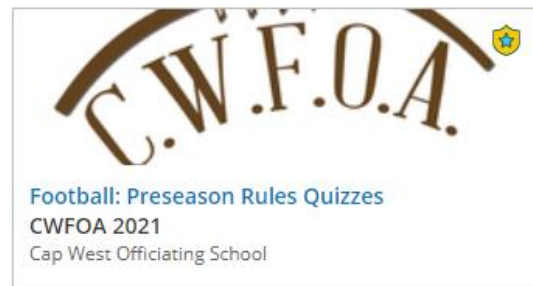 C.W.F.O.A.
Football: Preseason Rules Quizzes
CWFOA 2021
Cap West Officiating School